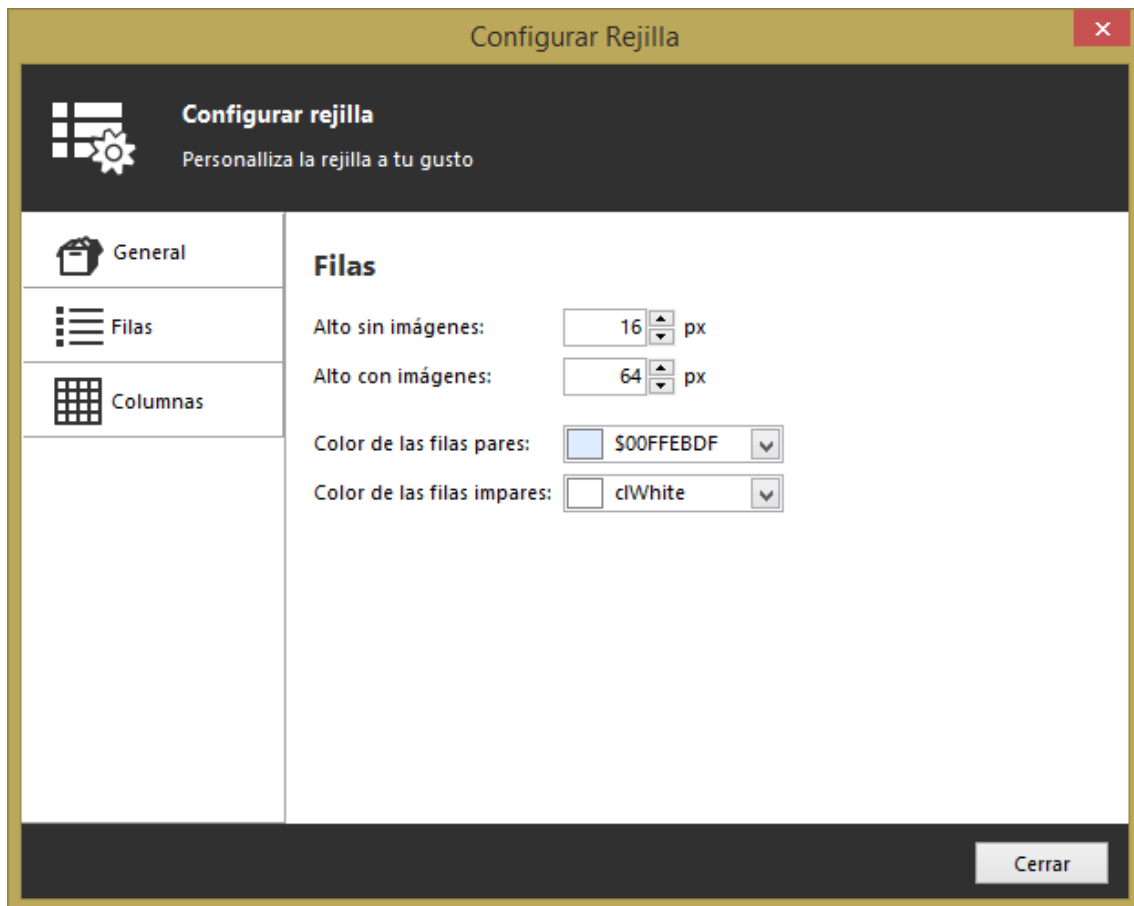 Configurar Rejilla
Configurar rejilla
Personalliza la rejilla a tu gusto
General
Filas
Columnas
Filas
Alto sin imágenes: 16 px
Alto con imágenes: 64 px
Color de las filas pares: $00FFEBDF
Color de las filas impares: clWhite
Cerrar